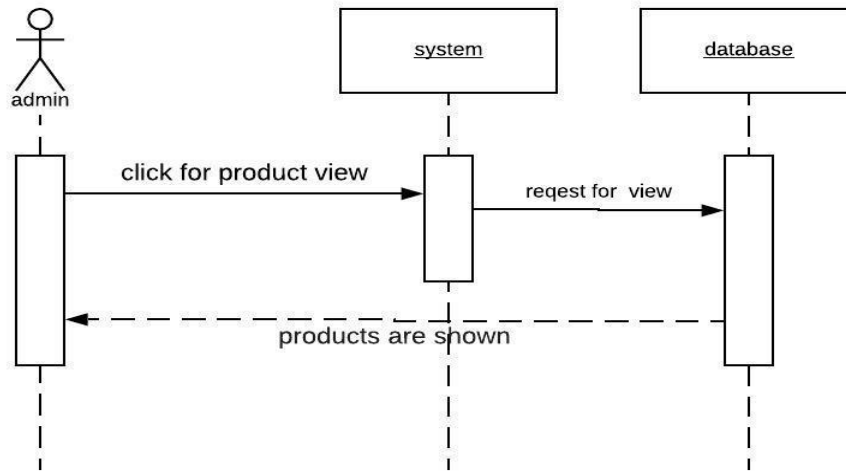 system
database
admin
click for product view
reqest for view
products are shown